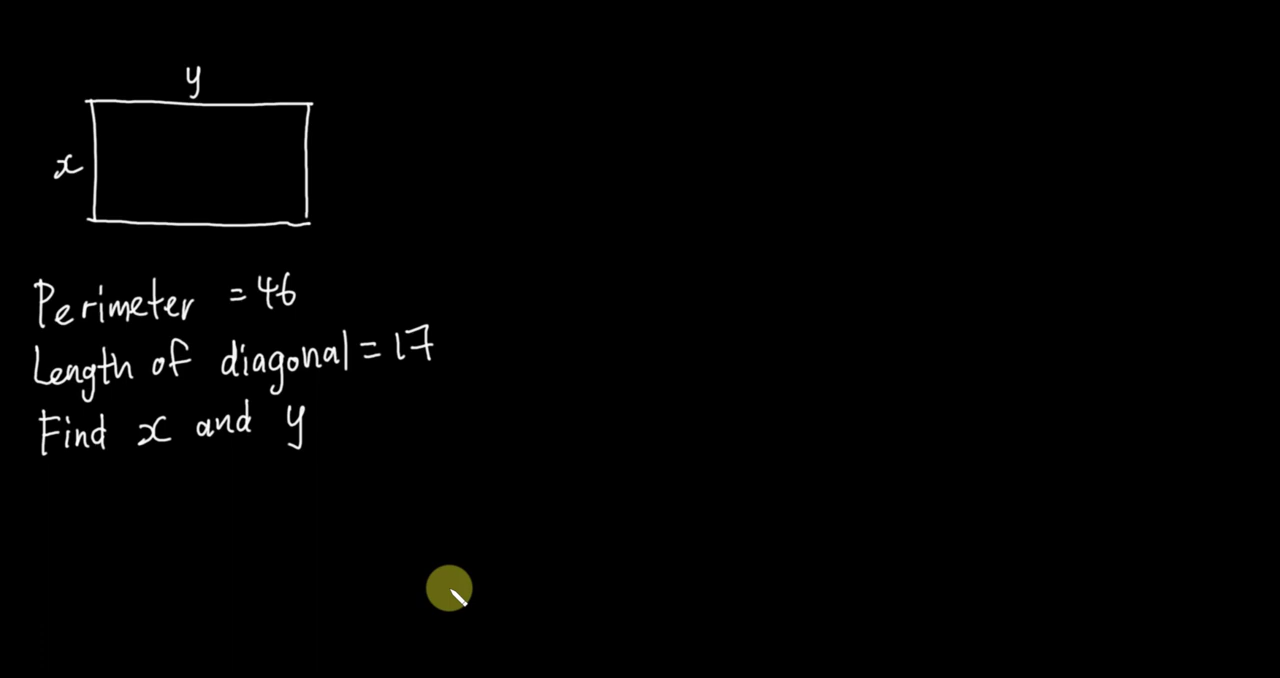 y
x
Perimeter = 46
Length of diagonal = 17
Find x and y